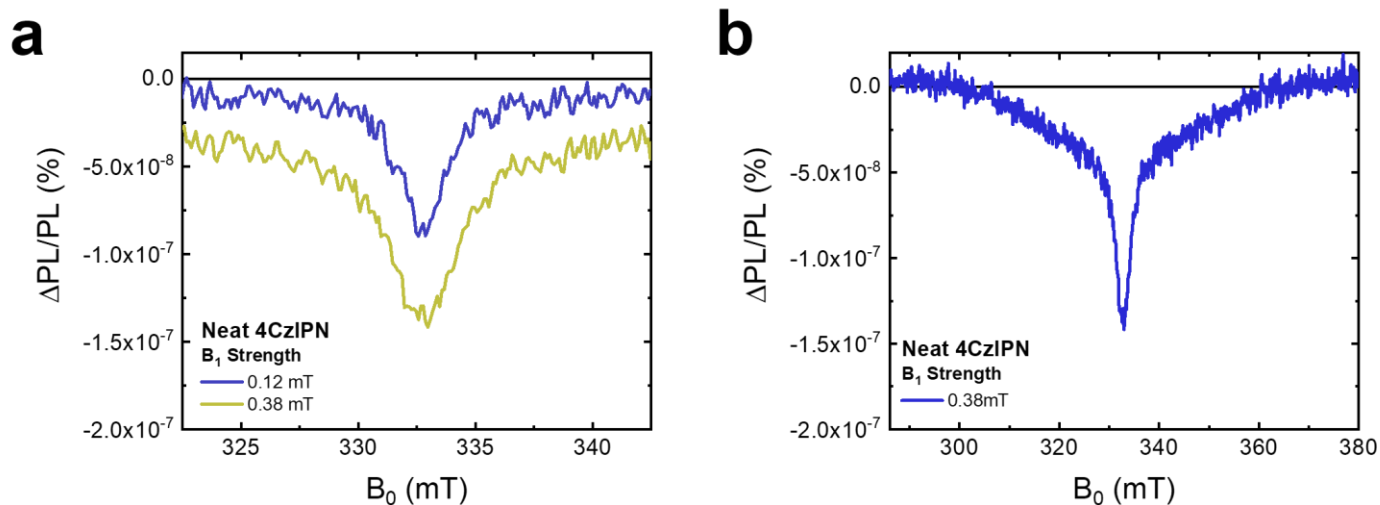 a
0.0
-5.0x10⁻⁸
-1.0x10⁻⁷
-1.5x10⁻⁷
-2.0x10⁻⁷
ΔPL/PL (%)
Neat 4CzIPN
B₁ Strength
0.12 mT
0.38 mT
325 330 335 340
B₀ (mT)
b
0.0
-5.0x10⁻⁸
-1.0x10⁻⁷
-1.5x10⁻⁷
-2.0x10⁻⁷
ΔPL/PL (%)
Neat 4CzIPN
B₁ Strength
0.38mT
300 320 340 360 380
B₀ (mT)